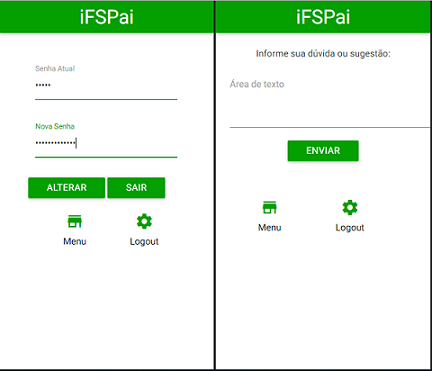 iFSPai
Senha Atual
•••••
Nova Senha
•••••••••••••
ALTERAR SAIR
Menu Logout
iFSPai
Informe sua dúvida ou sugestão:
Área de texto
ENVIAR
Menu Logout